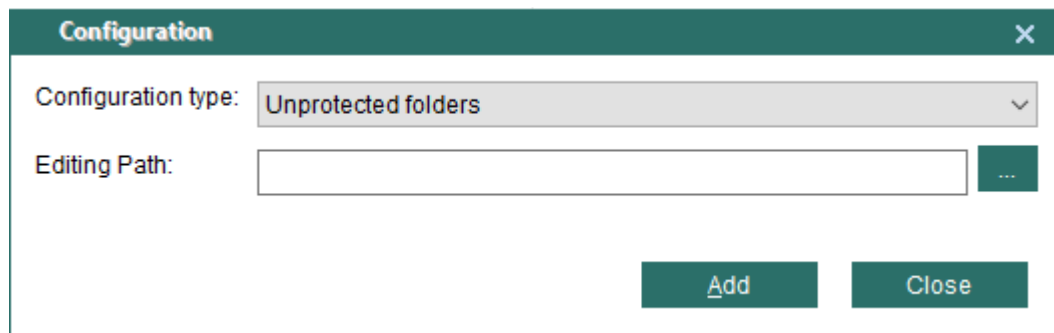 Configuration
Configuration type: Unprotected folders
Editing Path:
...
Add Close